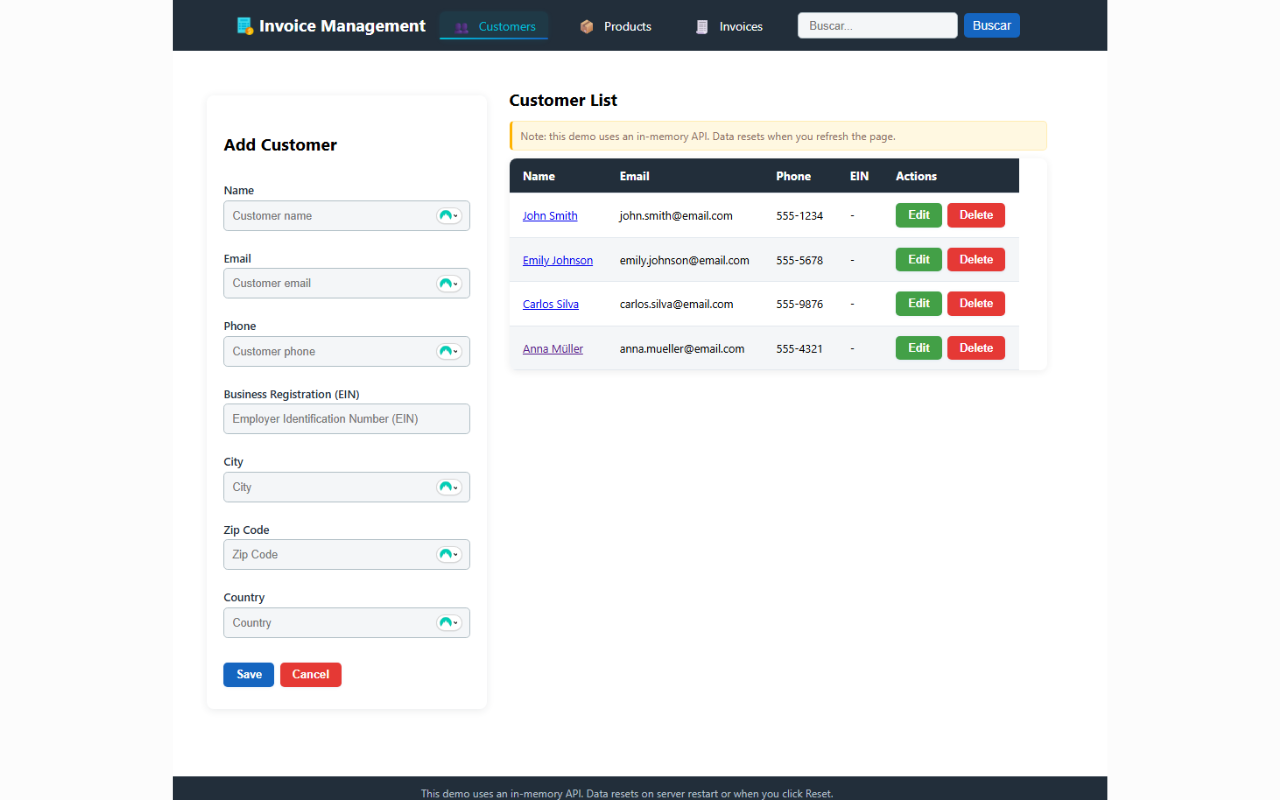 Invoice Management
Customers
Products
Invoices
Buscar...
Buscar
Add Customer
Name
Customer name
Email
Customer email
Phone
Customer phone
Business Registration (EIN)
Employer Identification Number (EIN)
City
City
Zip Code
Zip Code
Country
Country
Save Cancel
Customer List
Note: this demo uses an in-memory API. Data resets when you refresh the page.
Name Email Phone EIN Actions
John Smith john.smith@email.com 555-1234 - Edit Delete
Emily Johnson emily.johnson@email.com 555-5678 - Edit Delete
Carlos Silva carlos.silva@email.com 555-9876 - Edit Delete
Anna Müller anna.mueller@email.com 555-4321 - Edit Delete
This demo uses an in-memory API. Data resets on server restart or when you click Reset.